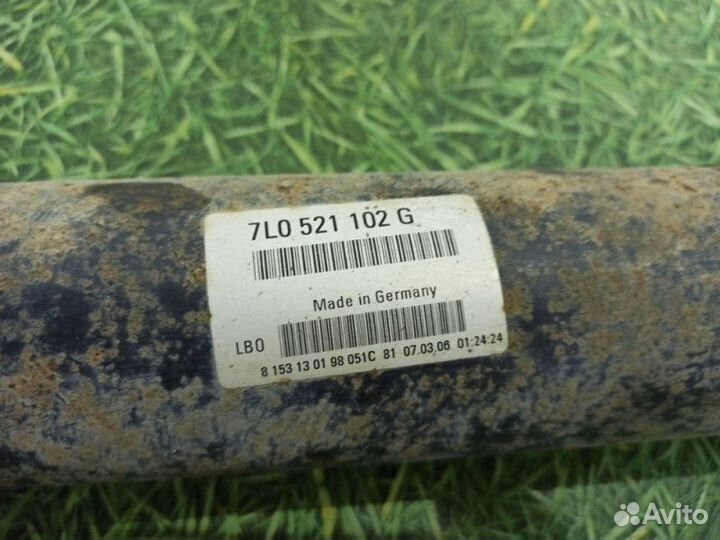 7L0 521 102 G
Made in Germany
LB0
8 153 13 01 98 051C 81 07.03.06 01:24:24
Avito